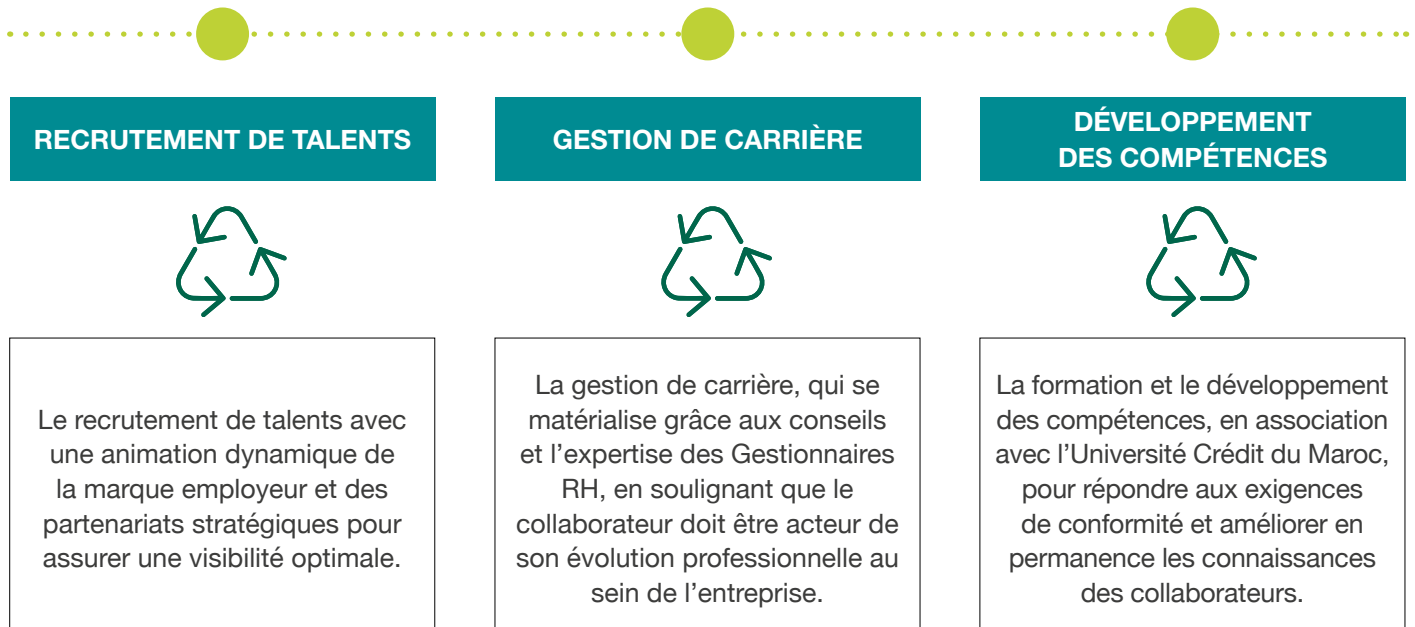 RECRUTEMENT DE TALENTS
Le recrutement de talents avec
une animation dynamique de
la marque employeur et des
partenariats stratégiques pour
assurer une visibilité optimale.
GESTION DE CARRIÈRE
La gestion de carrière, qui se
matérialise grâce aux conseils
et l’expertise des Gestionnaires
RH, en soulignant que le
collaborateur doit être acteur de
son évolution professionnelle au
sein de l’entreprise.
DÉVELOPPEMENT
DES COMPÉTENCES
La formation et le développement
des compétences, en association
avec l’Université Crédit du Maroc,
pour répondre aux exigences
de conformité et améliorer en
permanence les connaissances
des collaborateurs.